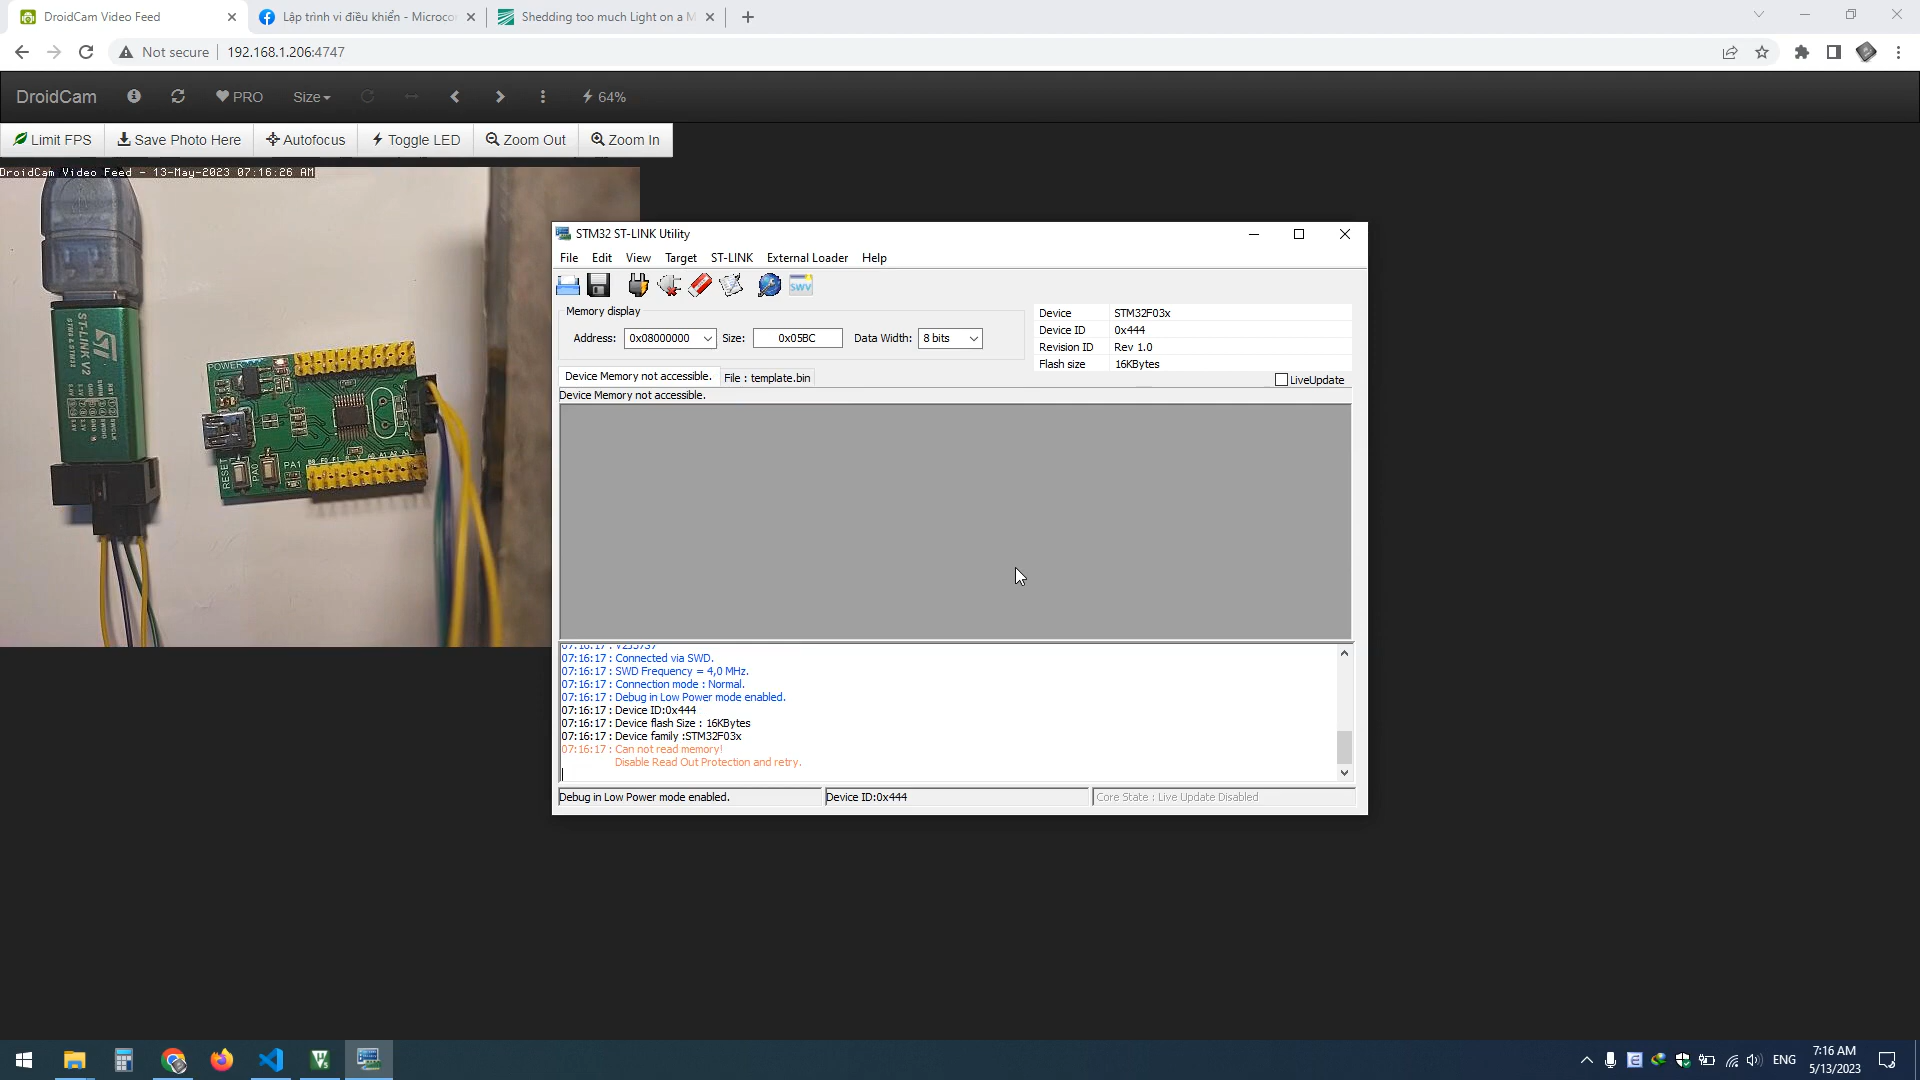 DroidCam Video Feed
Lập trình vi điều khiển - Microcon
Shedding too much Light on a M
Not secure
192.168.1.206:4747
DroidCam
PRO
Size
64%
Limit FPS
Save Photo Here
Autofocus
Toggle LED
Zoom Out
Zoom In
DroidCam Video Feed - 13-May-2023 07:16:26 AM
ST-LINK V2
STM8 & STM32
POWER
RESET
PA0
PA1
STM32 ST-LINK Utility
File Edit View Target ST-LINK External Loader Help
SWV
Memory display
Address: 0x08000000 Size: 0x05BC Data Width: 8 bits
Device STM32F03x
Device ID 0x444
Revision ID Rev 1.0
Flash size 16KBytes
LiveUpdate
Device Memory not accessible. File : template.bin
Device Memory not accessible.
07:16:17 : V2J37S7
07:16:17 : Connected via SWD.
07:16:17 : SWD Frequency = 4,0 MHz.
07:16:17 : Connection mode : Normal.
07:16:17 : Debug in Low Power mode enabled.
07:16:17 : Device ID:0x444
07:16:17 : Device flash Size : 16KBytes
07:16:17 : Device family :STM32F03x
07:16:17 : Can not read memory!
Disable Read Out Protection and retry.
Debug in Low Power mode enabled.
Device ID:0x444
Core State : Live Update Disabled
ENG
7:16 AM
5/13/2023